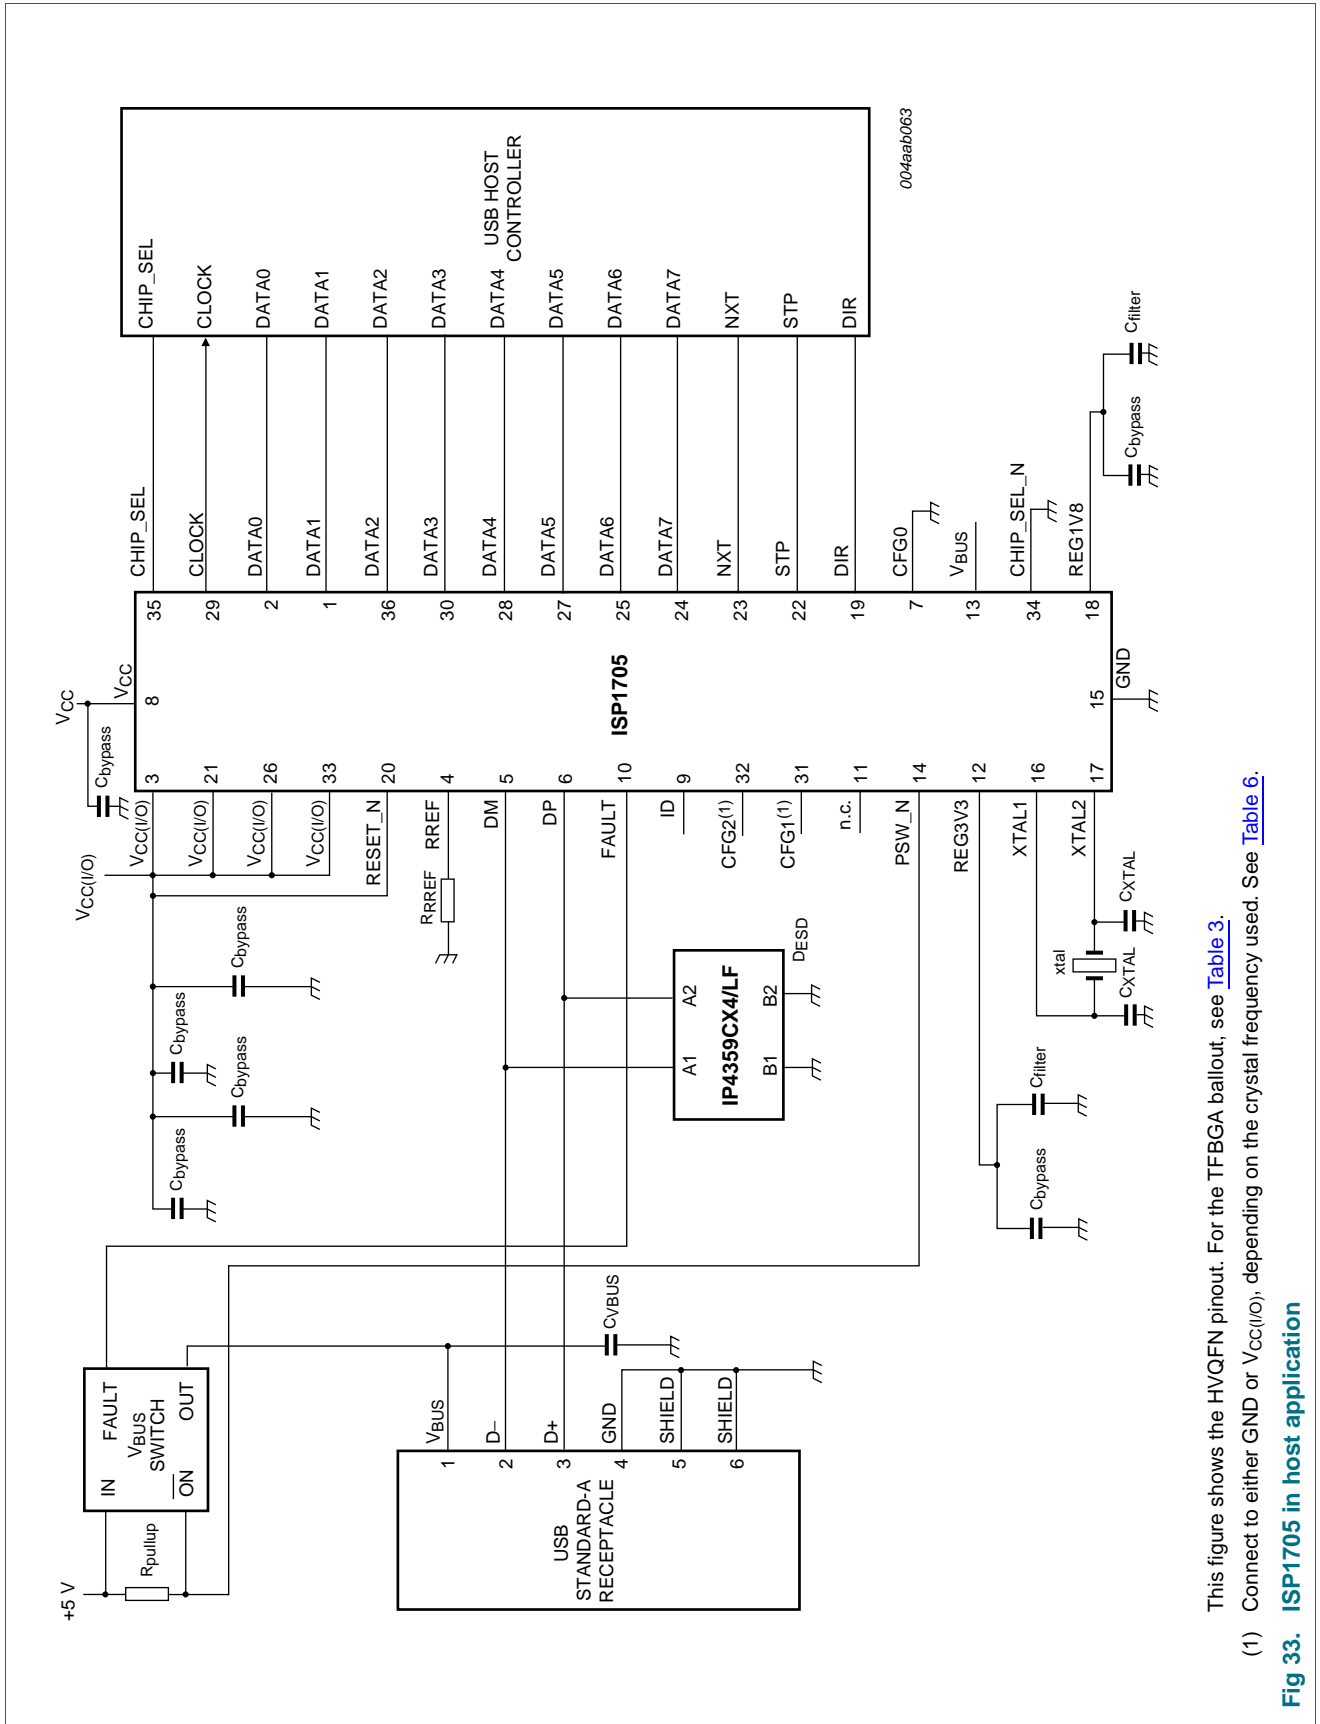 +5 V
Rpullup
IN
FAULT
VBUS
SWITCH
ON
OUT
USB
STANDARD-A
RECEPTACLE
1
VBUS
2
D−
3
D+
4
GND
5
SHIELD
6
SHIELD
CVBUS
Cbypass
Cbypass
Cbypass
Cbypass
VCC(I/O)
VCC(I/O)
3
VCC(I/O)
21
VCC(I/O)
26
VCC(I/O)
33
RESET_N
20
RRREF
RREF
4
DM
5
DP
6
FAULT
10
ID
9
CFG2(1)
32
CFG1(1)
31
n.c.
11
PSW_N
14
REG3V3
12
XTAL1
16
XTAL2
17
A1
A2
IP4359CX4/LF
B1
B2
DESD
Cbypass
Cfilter
xtal
CXTAL
CXTAL
Cbypass
VCC
VCC
8
ISP1705
15
GND
35
CHIP_SEL
29
CLOCK
2
DATA0
1
DATA1
36
DATA2
30
DATA3
28
DATA4
27
DATA5
25
DATA6
24
DATA7
23
NXT
22
STP
19
DIR
7
CFG0
13
VBUS
34
CHIP_SEL_N
18
REG1V8
Cbypass
Cfilter
CHIP_SEL
CLOCK
DATA0
DATA1
DATA2
DATA3
DATA4
DATA5
DATA6
DATA7
NXT
STP
DIR
USB HOST
CONTROLLER
004aab063
This figure shows the HVQFN pinout. For the TFBGA ballout, see Table 3.
(1) Connect to either GND or VCC(I/O), depending on the crystal frequency used. See Table 6.
Fig 33. ISP1705 in host application